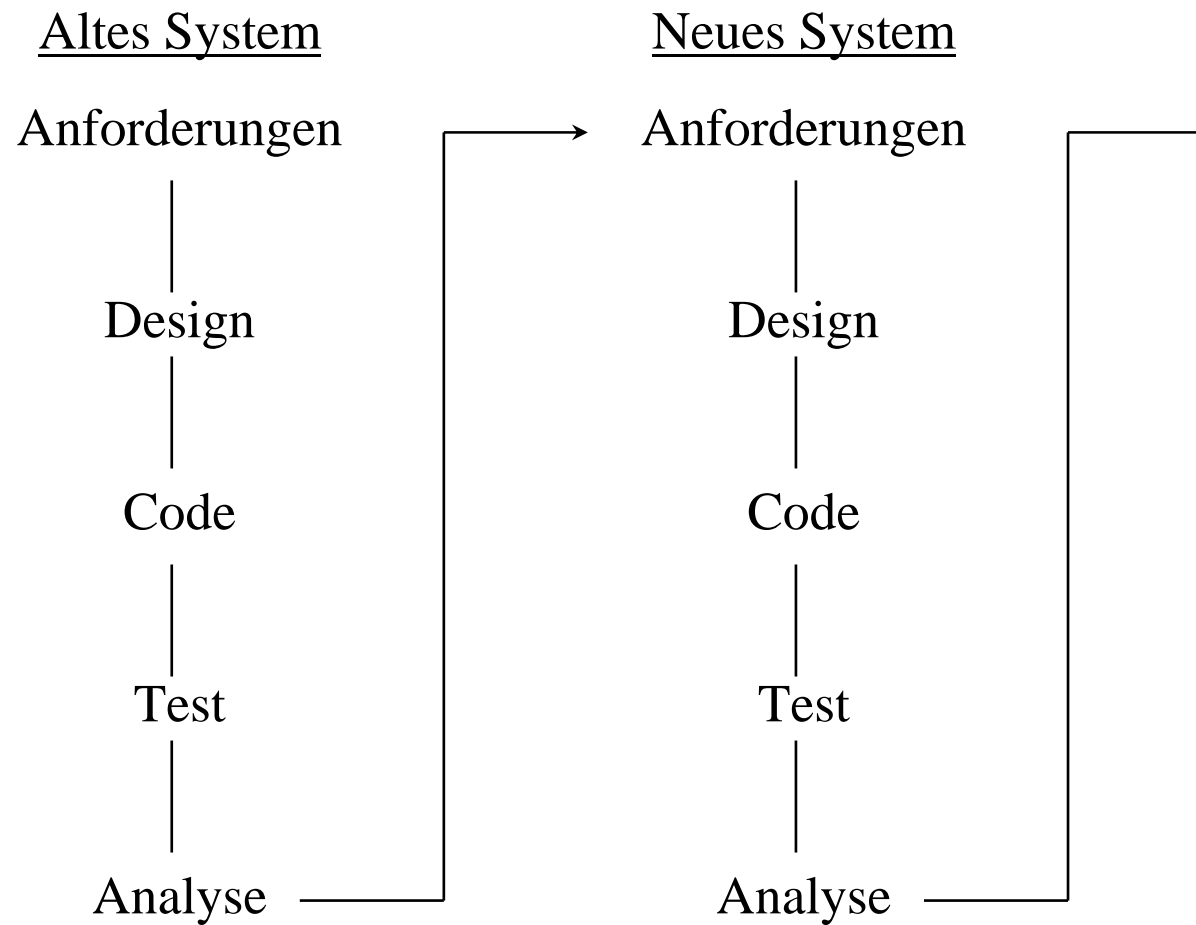 Altes System
Anforderungen
Design
Code
Test
Analyse
Neues System
Anforderungen
Design
Code
Test
Analyse